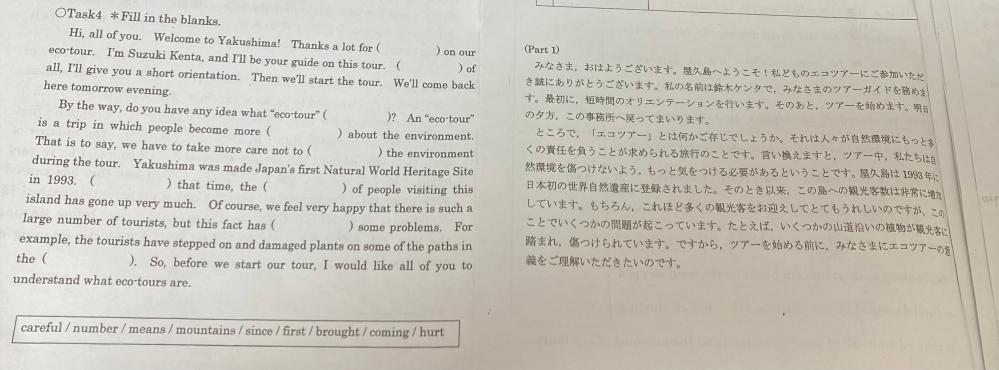 ○Task4 ＊Fill in the blanks.
Hi, all of you. Welcome to Yakushima! Thanks a lot for (          ) on our
eco-tour. I'm Suzuki Kenta, and I'll be your guide on this tour. (          ) of
all, I'll give you a short orientation. Then we'll start the tour. We'll come back
here tomorrow evening.
By the way, do you have any idea what “eco-tour” (          )? An “eco-tour”
is a trip in which people become more (          ) about the environment.
That is to say, we have to take more care not to (          ) the environment
during the tour. Yakushima was made Japan's first Natural World Heritage Site
in 1993. (          ) that time, the (          ) of people visiting this
island has gone up very much. Of course, we feel very happy that there is such a
large number of tourists, but this fact has (          ) some problems. For
example, the tourists have stepped on and damaged plants on some of the paths in
the (          ). So, before we start our tour, I would like all of you to
understand what eco-tours are.
careful / number / means / mountains / since / first / brought / coming / hurt
(Part 1)
みなさま、おはようございます。屋久島へようこそ！私どものエコツアーにご参加いただ
き誠にありがとうございます。私の名前は鈴木ケンタで、みなさまのツアーガイドを務めま
す。最初に、短時間のオリエンテーションを行います。そのあと、ツアーを始めます。明日
の夕方、この事務所へ戻ってまいります。
ところで、「エコツアー」とは何かご存じでしょうか。それは人々が自然環境にもっと多
くの責任を負うことが求められる旅行のことです。言い換えますと、ツアー中、私たちは自
然環境を傷つけないよう、もっと気をつける必要があるということです。屋久島は 1993 年に
日本初の世界自然遺産に登録されました。そのとき以来、この島への観光客数は非常に増加
しています。もちろん、これほど多くの観光客をお迎えしてとてもうれしいのですが、この
ことでいくつかの問題が起こっています。たとえば、いくつかの山道沿いの植物が観光客に
踏まれ、傷つけられています。ですから、ツアーを始める前に、みなさまにエコツアーの意
義をご理解いただきたいのです。